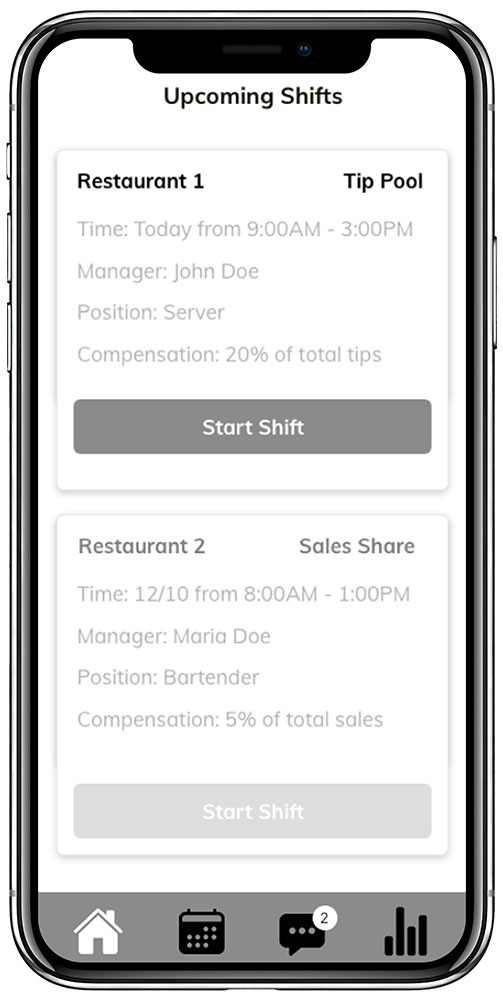 Upcoming Shifts
Restaurant 1 Tip Pool
Time: Today from 9:00AM - 3:00PM
Manager: John Doe
Position: Server
Compensation: 20% of total tips
Start Shift
Restaurant 2 Sales Share
Time: 12/10 from 8:00AM - 1:00PM
Manager: Maria Doe
Position: Bartender
Compensation: 5% of total sales
Start Shift
2